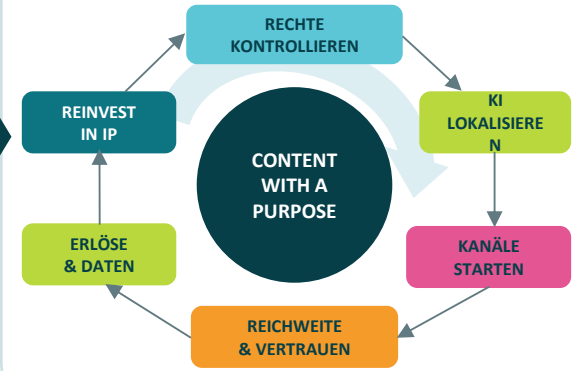 RECHTE
KONTROLLIEREN
KI
LOKALISIERE
N
KANÄLE
STARTEN
REICHWEITE
& VERTRAUEN
ERLÖSE
& DATEN
REINVEST
IN IP
CONTENT
WITH A
PURPOSE